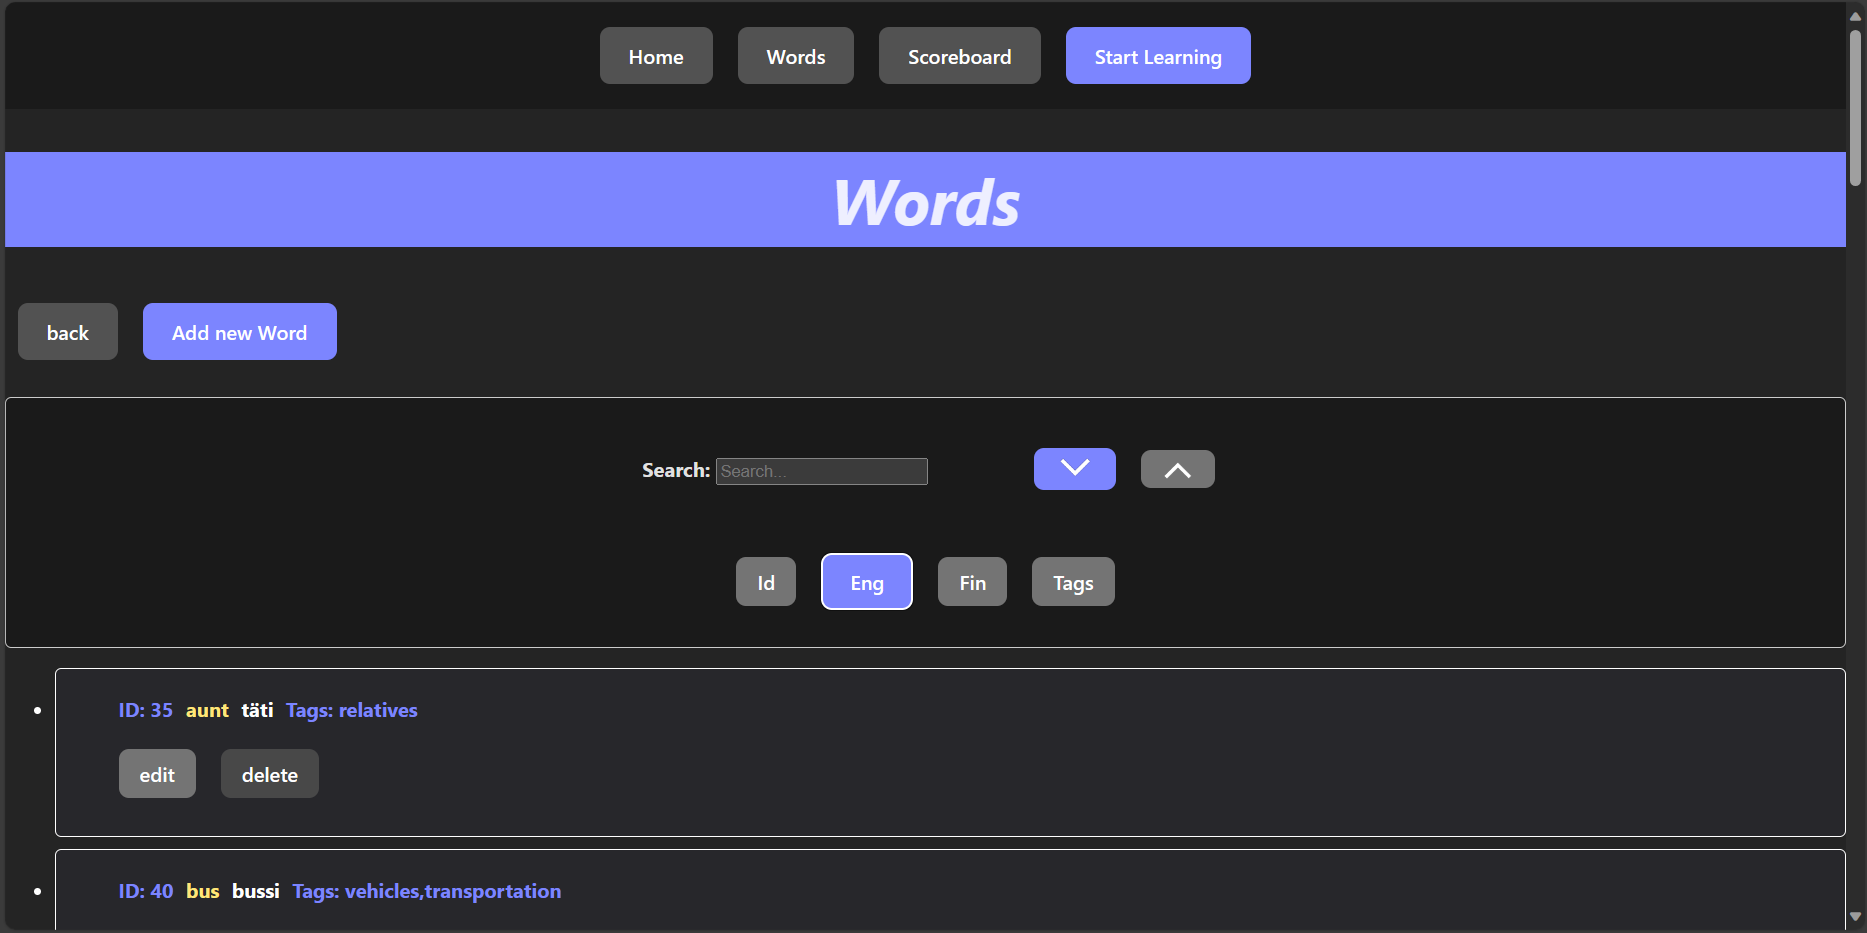 Home Words Scoreboard Start Learning
Words
back Add new Word
Search: Search...
Id Eng Fin Tags
ID: 35 aunt täti Tags: relatives
edit delete
ID: 40 bus bussi Tags: vehicles,transportation